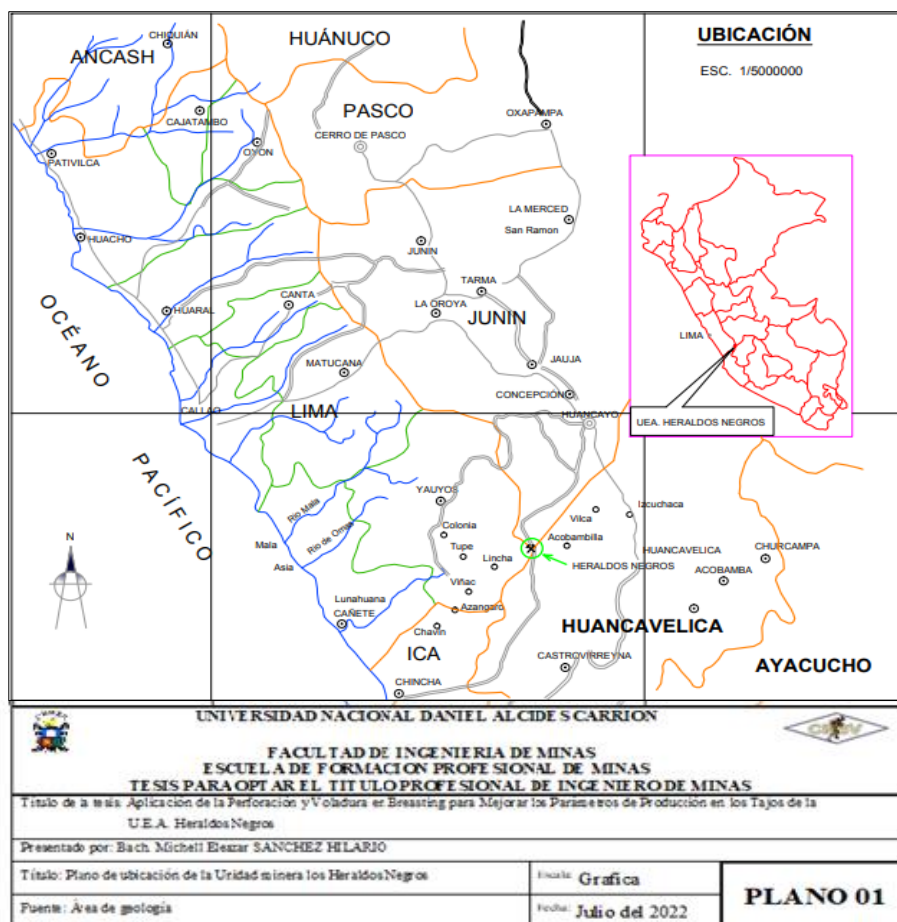 UBICACIÓN
ESC. 1/5000000
CHIQUIÁN
ANCASH
HUÁNUCO
PASCO
CAJATAMBO
CERRO DE PASCO
OXAPAMPA
OYON
PATIVILCA
LA MERCED
San Ramon
HUACHO
JUNIN
TARMA
CANTA
LA OROYA
HUARAL
JUNIN
OCÉANO
LIMA
MATUCANA
JAUJA
CONCEPCIÓN
CALLAO
LIMA
HUANCAYO
UEA. HERALDOS NEGROS
PACÍFICO
YAUYOS
Rio Mala
Colonia
Vilca
Izcuchaca
Rio de Omas
Mala
Tupe
Acobambilla
HUANCAVELICA
CHURCAMPA
N
Asia
Lincha
HERALDOS NEGROS
ACOBAMBA
Viñac
Lunahuana
Azangaro
CAÑETE
Chavin
HUANCAVELICA
ICA
CASTROVIRREYNA
AYACUCHO
CHINCHA
UNIVERSIDAD NACIONAL DANIEL ALCIDES CARRION
FACULTAD DE INGENIERIA DE MINAS
ESCUELA DE FORMACION PROFESIONAL DE MINAS
TESIS PARA OPTAR EL TITULO PROFESIONAL DE INGENIERO DE MINAS
Título de a tesis: Aplicación de la Perforación y Voladura en Breasting para Mejorar los Parámetros de Producción en los Tajos de la
U.E.A. Heraldos Negros
Presentado por: Bach. Michell Eleazar SANCHEZ HILARIO
Título: Plano de ubicación de la Unidad minera los Heraldos Negros
Escala: Grafica
PLANO 01
Fuente: Área de geología
Fecha: Julio del 2022